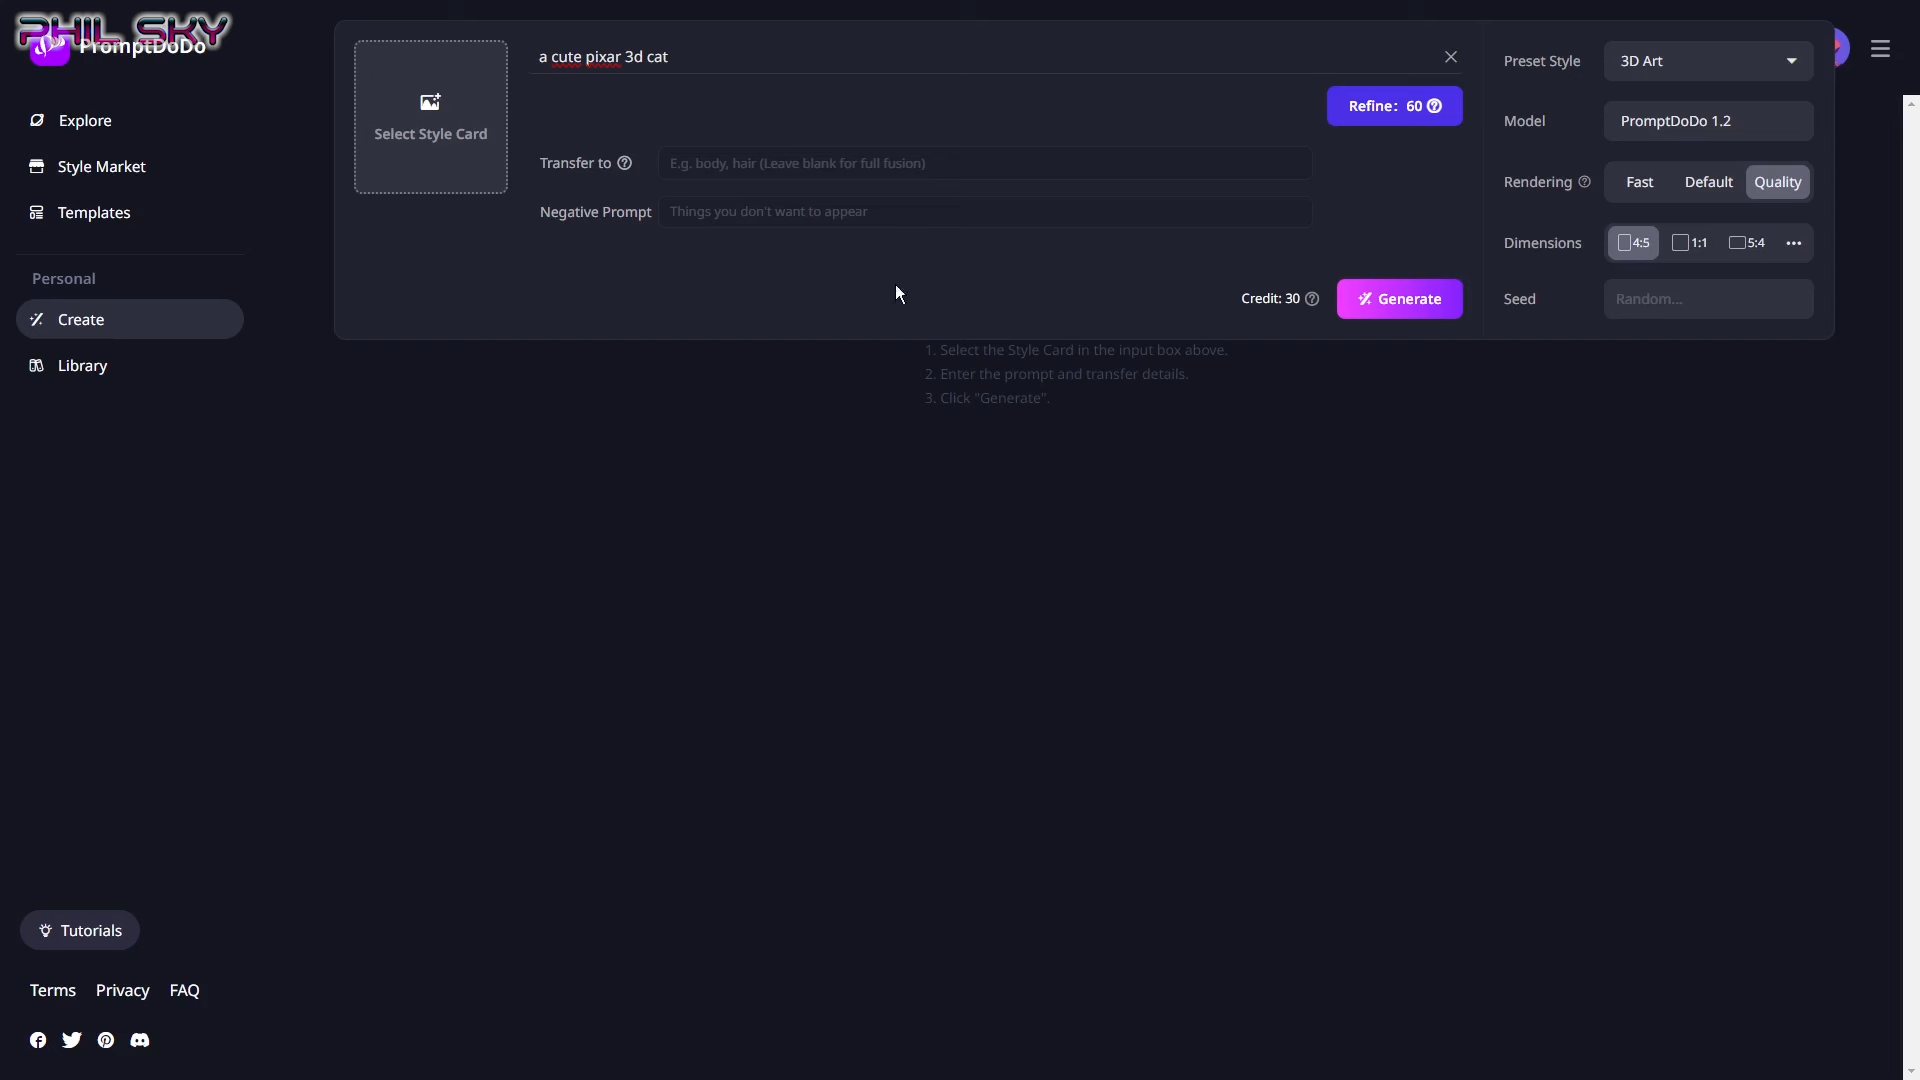 PHIL SKY
PromptDoDo
Explore
Style Market
Templates
Personal
Create
Library
Tutorials
Terms Privacy FAQ
Select Style Card
a cute pixar 3d cat
Refine: 60
Transfer to
E.g. body, hair (Leave blank for full fusion)
Negative Prompt
Things you don't want to appear
Credit: 30
Generate
Preset Style
3D Art
Model
PromptDoDo 1.2
Rendering
Fast Default Quality
Dimensions
4:5 1:1 5:4
Seed
Random...
1. Select the Style Card in the input box above.
2. Enter the prompt and transfer details.
3. Click "Generate".